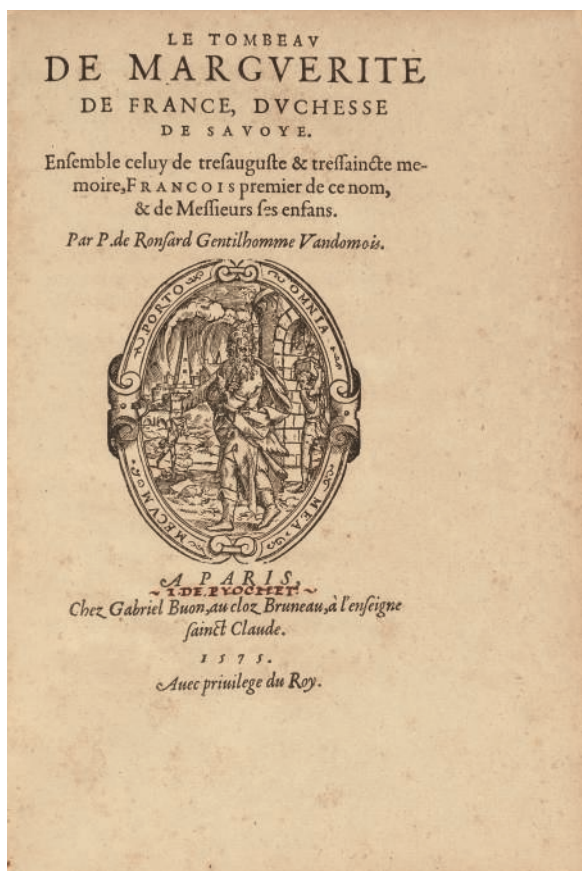 LE TOMBEAV
DE MARGVERITE
DE FRANCE, DVCHESSE
DE SAVOYE.
Enſemble celuy de treſauguſte & treſſaincte me-
moire, FRANCOIS premier de ce nom,
& de Meſſieurs ſes enfans.
Par P. de Ronſard Gentilhomme Vandomois.
PORTO OMNIA
MECVM MEA
A PARIS,
Chez Gabriel Buon, au cloz Bruneau, à l'enſeigne
ſainct Claude.
1575.
Auec priuilege du Roy.